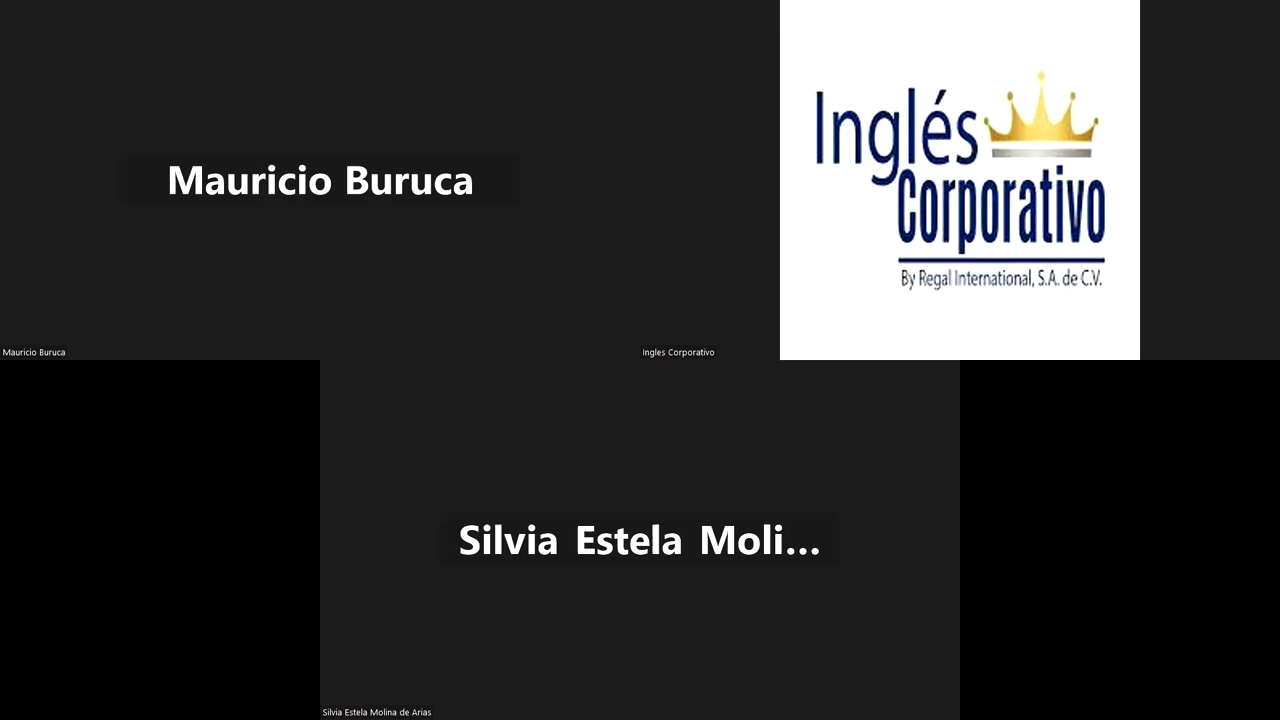 Mauricio Buruca
Mauricio Buruca
Inglés
Corporativo
By Regal International, S.A. de C.V.
Ingles Corporativo
Silvia Estela Moli...
Silvia Estela Molina de Arias